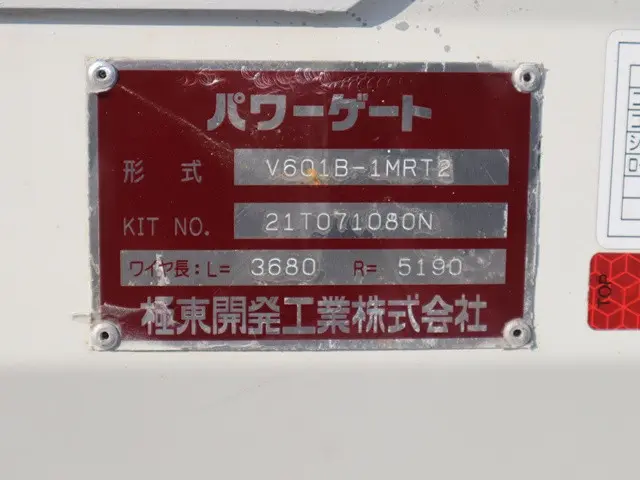 パワーゲート
形式 V601B-1MRT2
KIT NO. 21T071080N
ワイヤ長:L= 3680 R= 5190
極東開発工業株式会社
TOP